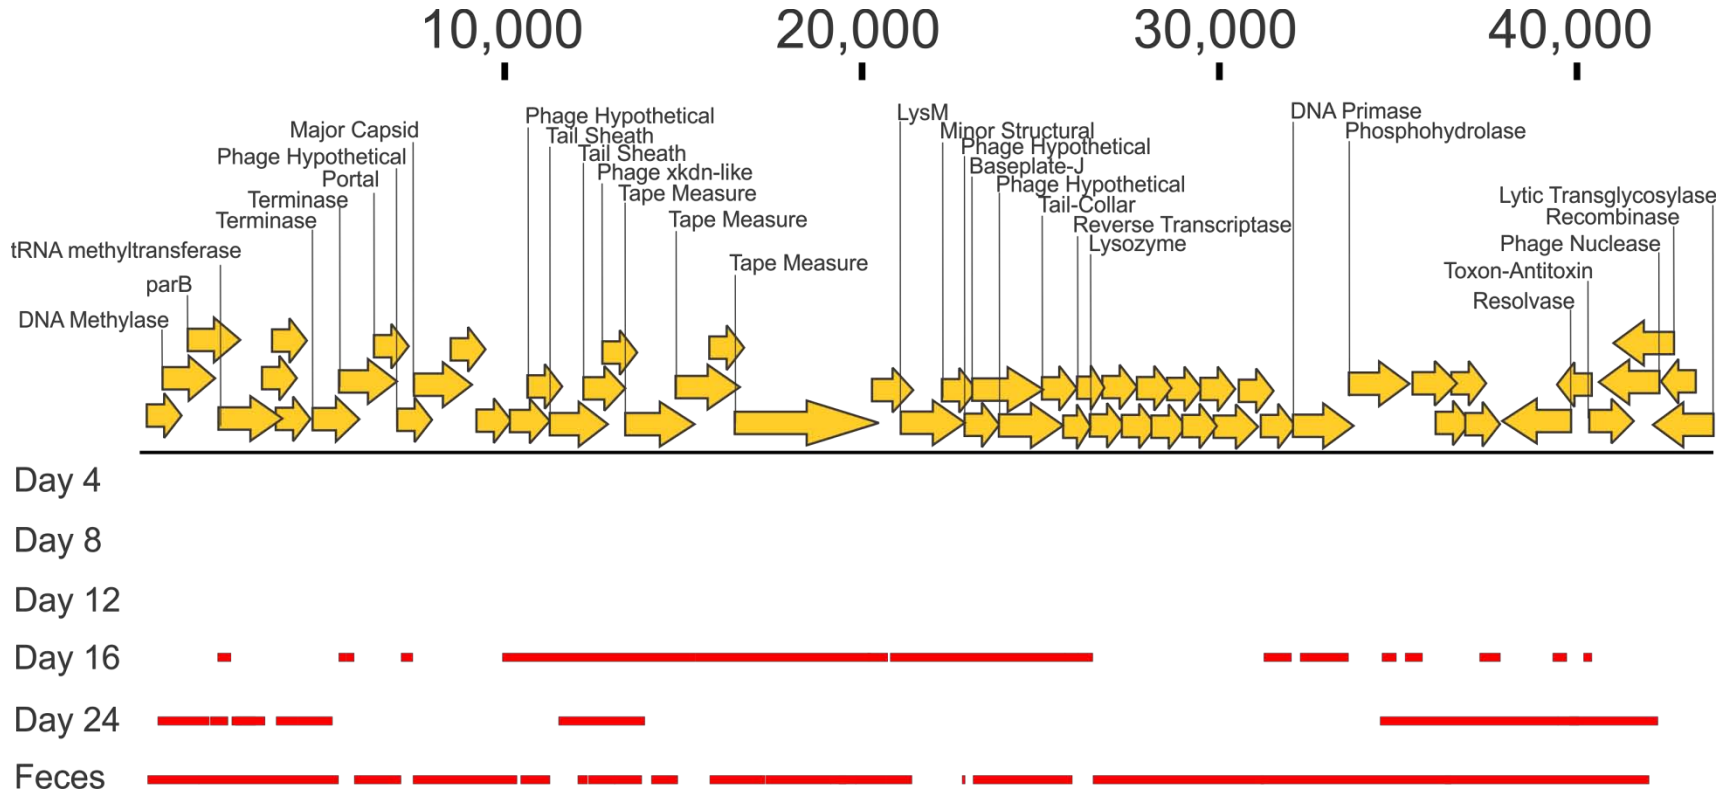 10,000
20,000
30,000
40,000
Phage Hypothetical
LysM
DNA Primase
Major Capsid
Tail Sheath
Minor Structural
Phosphohydrolase
Phage Hypothetical
Tail Sheath
Phage Hypothetical
Portal
Phage xkdn-like
Baseplate-J
Terminase
Tape Measure
Phage Hypothetical
Lytic Transglycosylase
Terminase
Tape Measure
Tail-Collar
Recombinase
tRNA methyltransferase
Tape Measure
Reverse Transcriptase
Phage Nuclease
parB
Lysozyme
Toxon-Antitoxin
DNA Methylase
Resolvase
Day 4
Day 8
Day 12
Day 16
Day 24
Feces